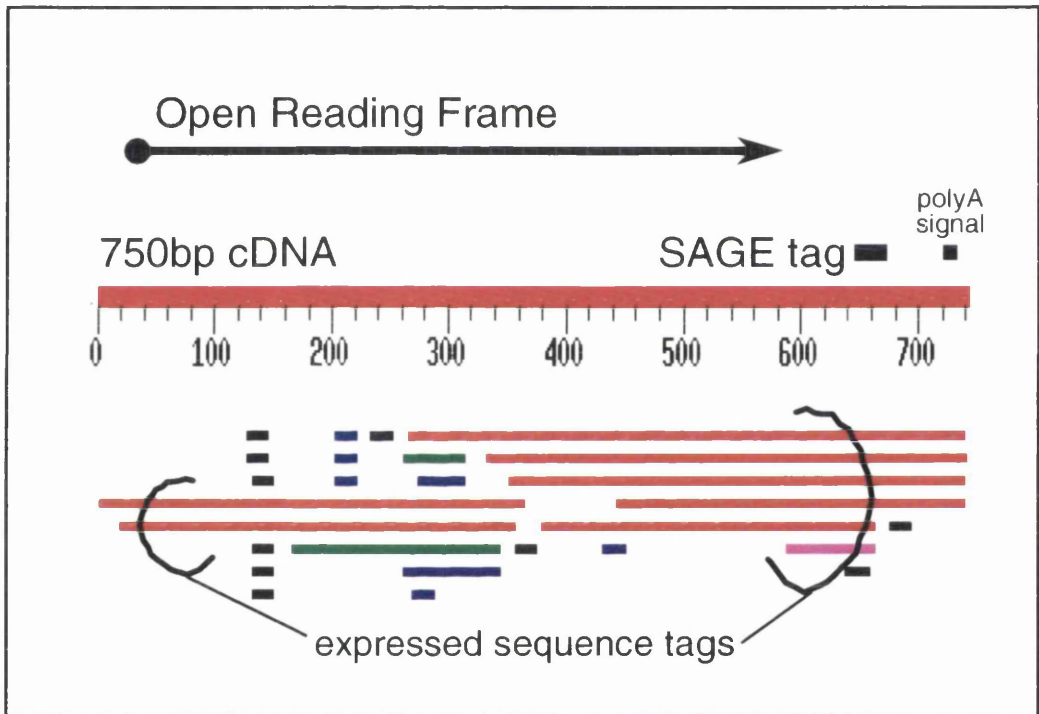 Open Reading Frame
polyA
signal
750bp cDNA
SAGE tag
0 100 200 300 400 500 600 700
expressed sequence tags